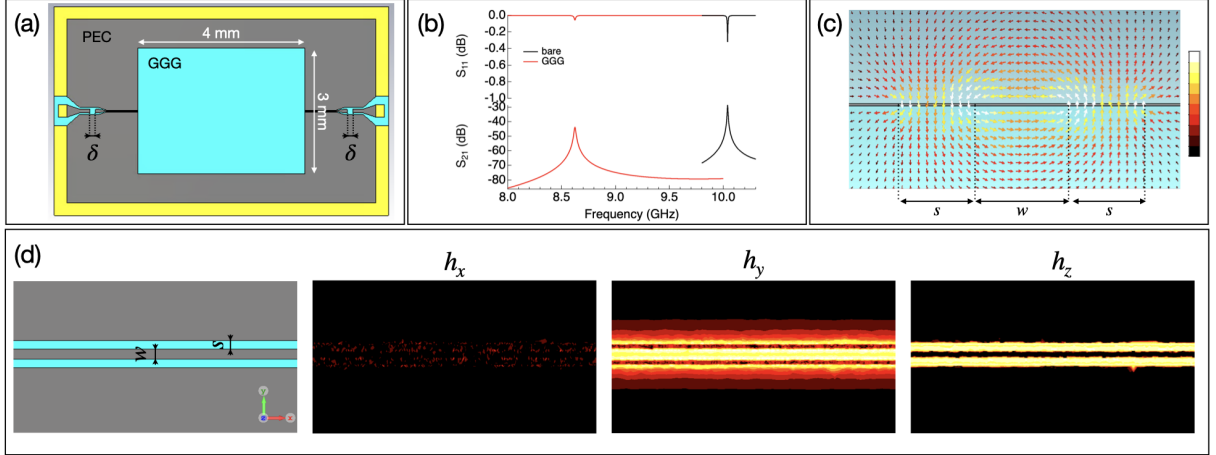 (a)
PEC
4 mm
GGG
3 mm
δ
δ
(b)
0.0
-0.2
-0.4
-0.6
-0.8
-1.0
S11 (dB)
bare
GGG
-30
-40
-50
-60
-70
-80
S21 (dB)
8.0
8.5
9.0
9.5
10.0
Frequency (GHz)
(c)
s
w
s
(d)
w
s
Y
Z
X
hx
hy
hz